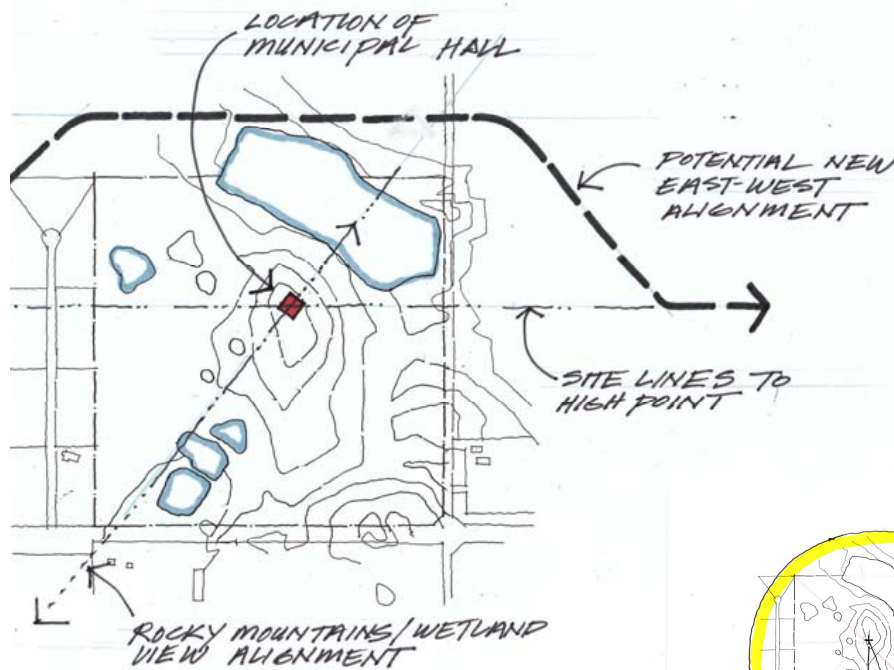 LOCATION OF
MUNICIPAL HALL
POTENTIAL NEW
EAST-WEST
ALIGNMENT
SITE LINES TO
HIGH POINT
ROCKY MOUNTAINS/WETLAND
VIEW ALIGNMENT